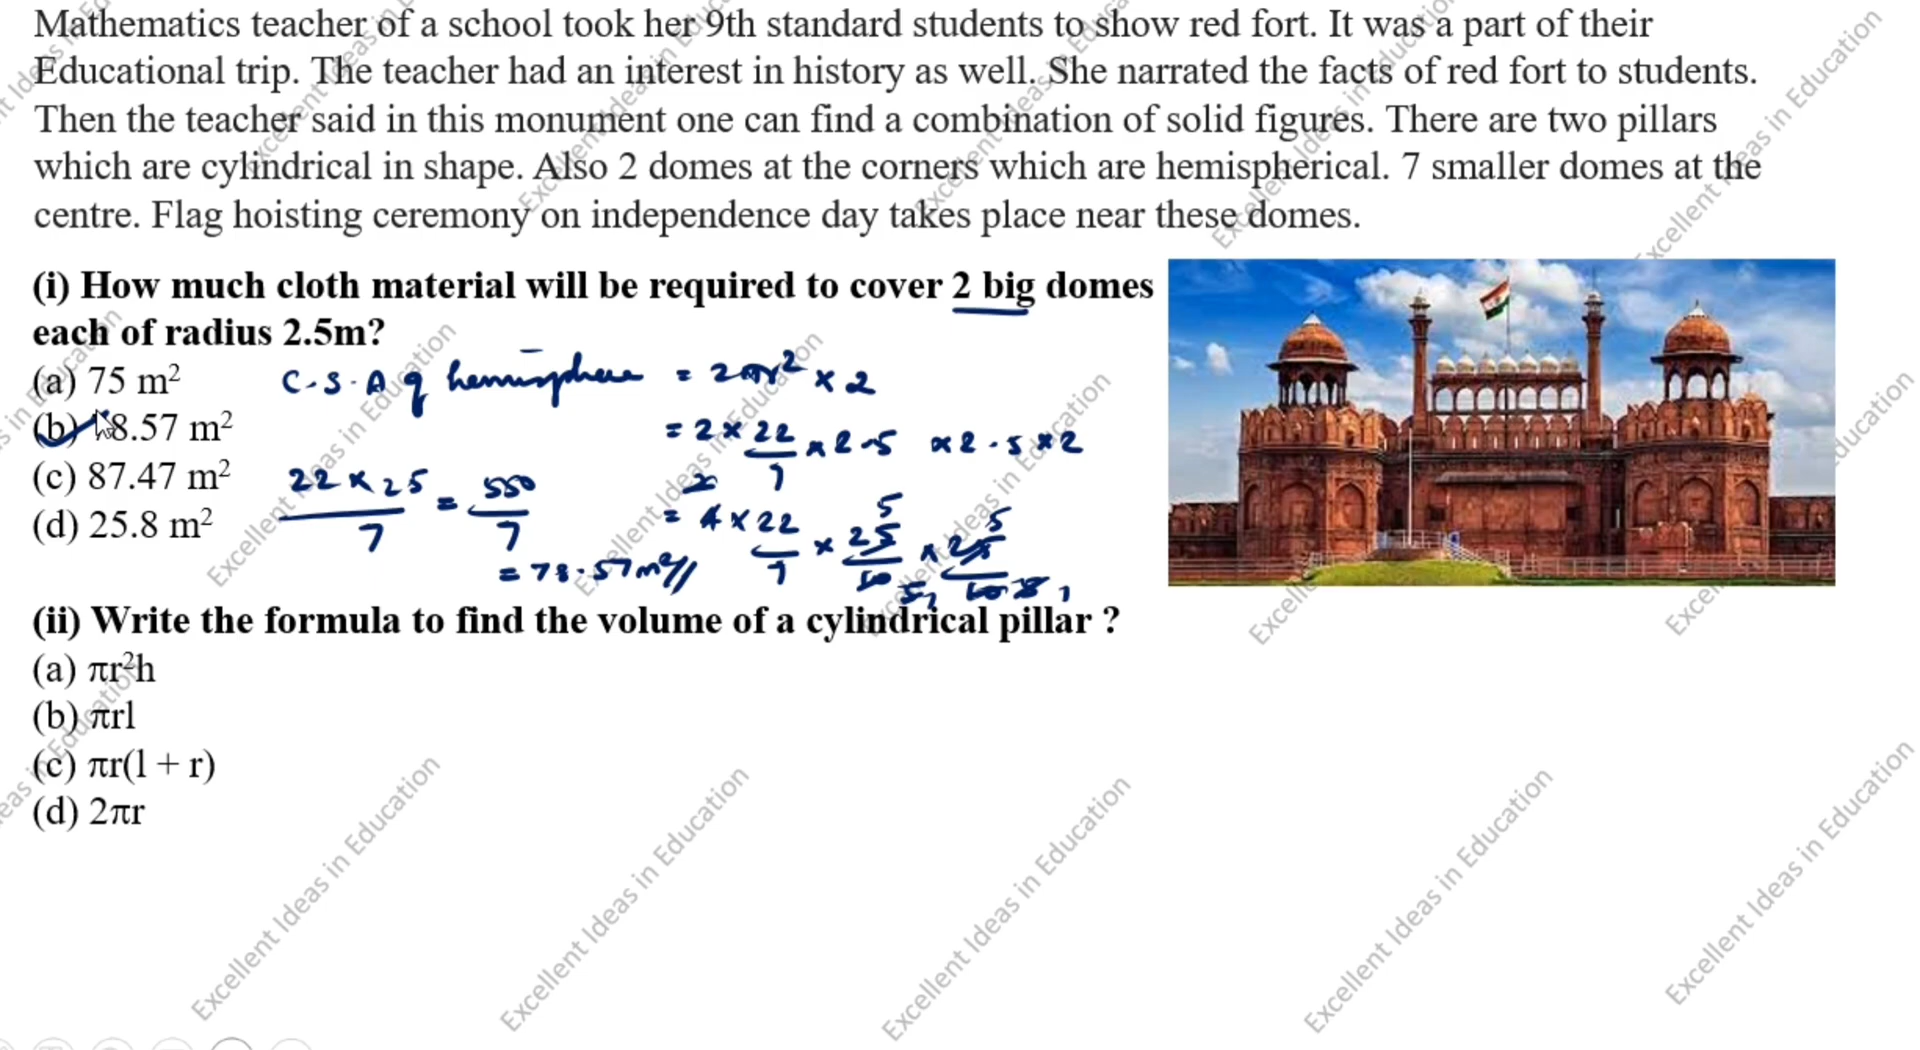 Mathematics teacher of a school took her 9th standard students to show red fort. It was a part of their
Educational trip. The teacher had an interest in history as well. She narrated the facts of red fort to students.
Then the teacher said in this monument one can find a combination of solid figures. There are two pillars
which are cylindrical in shape. Also 2 domes at the corners which are hemispherical. 7 smaller domes at the
centre. Flag hoisting ceremony on independence day takes place near these domes.
(i) How much cloth material will be required to cover 2 big domes
each of radius 2.5m?
(a) 75 m²
(b) 78.57 m²
(c) 87.47 m²
(d) 25.8 m²
C.S.A of hemisphere = 2πr² × 2
= 2 × 22/7 × 2.5 × 2.5 × 2
= 4 × 22/7 × 25/10 × 25/10
22 × 25/7 = 550/7
= 78.57m²//
(ii) Write the formula to find the volume of a cylindrical pillar ?
(a) πr²h
(b) πrl
(c) πr(l + r)
(d) 2πr
Excellent Ideas in Education
Excellent Ideas in Education
Excellent Ideas in Education
Excellent Ideas in Education
Excellent Ideas in Education